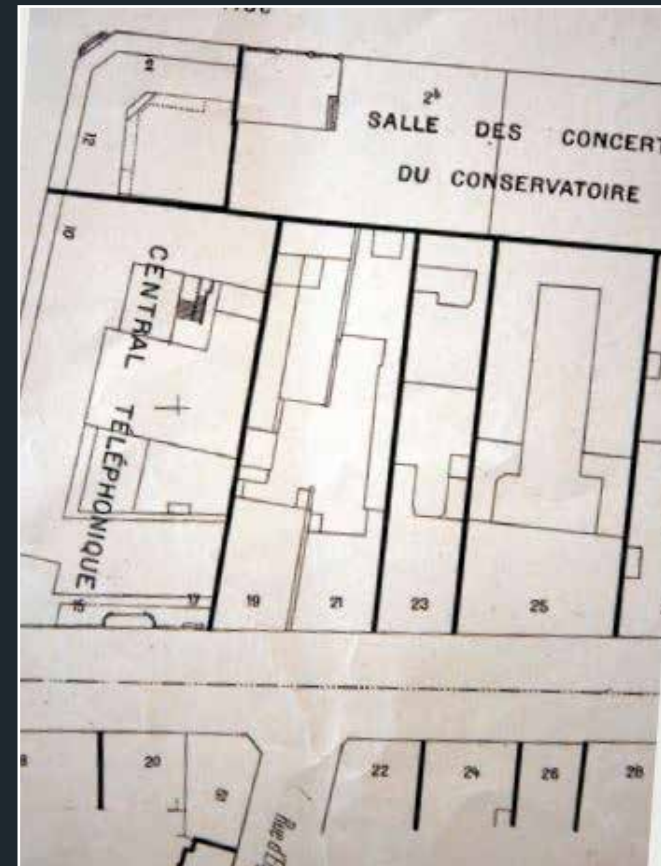 2ᵇ
SALLE DES CONCERT
DU CONSERVATOIRE
12
10
CENTRAL TÉLÉPHONIQUE
15
17
19
21
23
25
20
22
24
26
28
Rue d'E